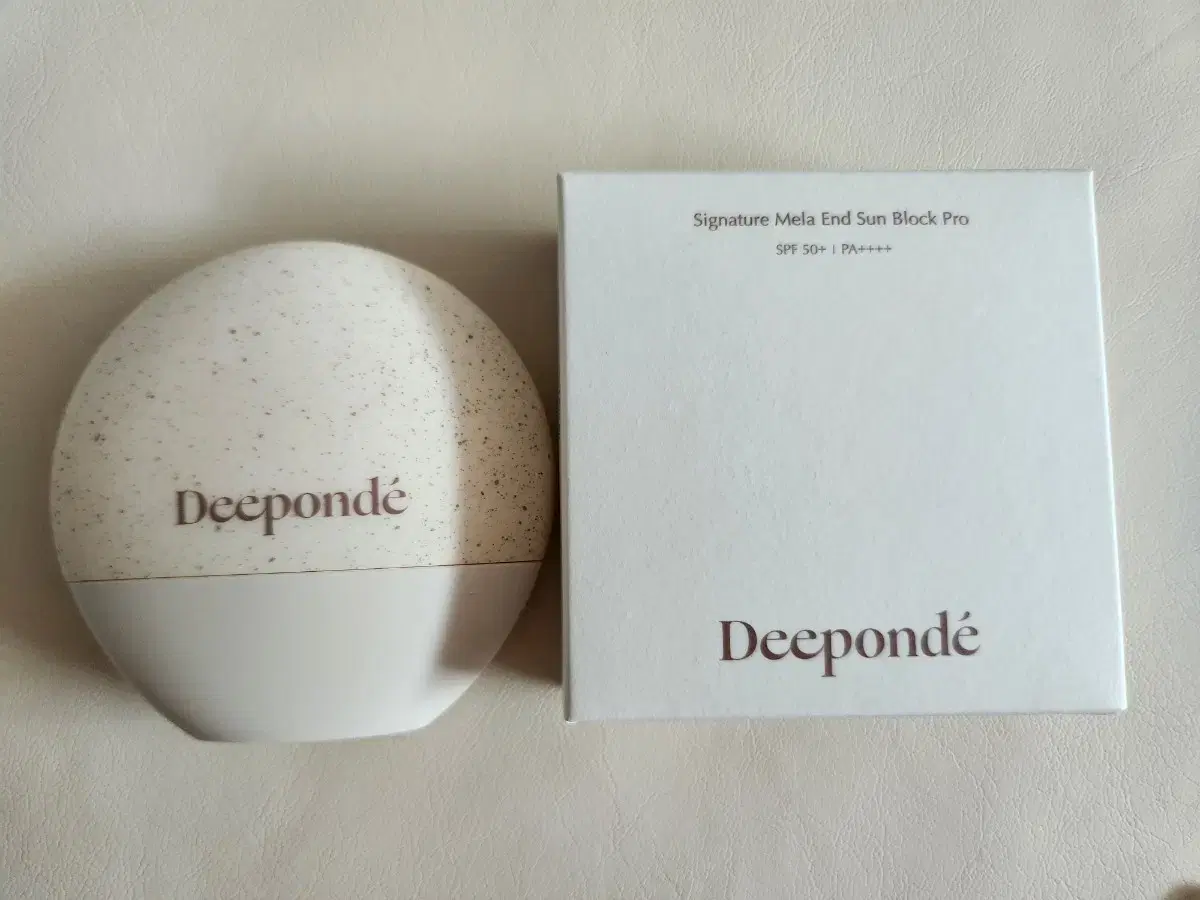 Deepondé
Signature Mela End Sun Block Pro
SPF 50+ | PA++++
Deepondé